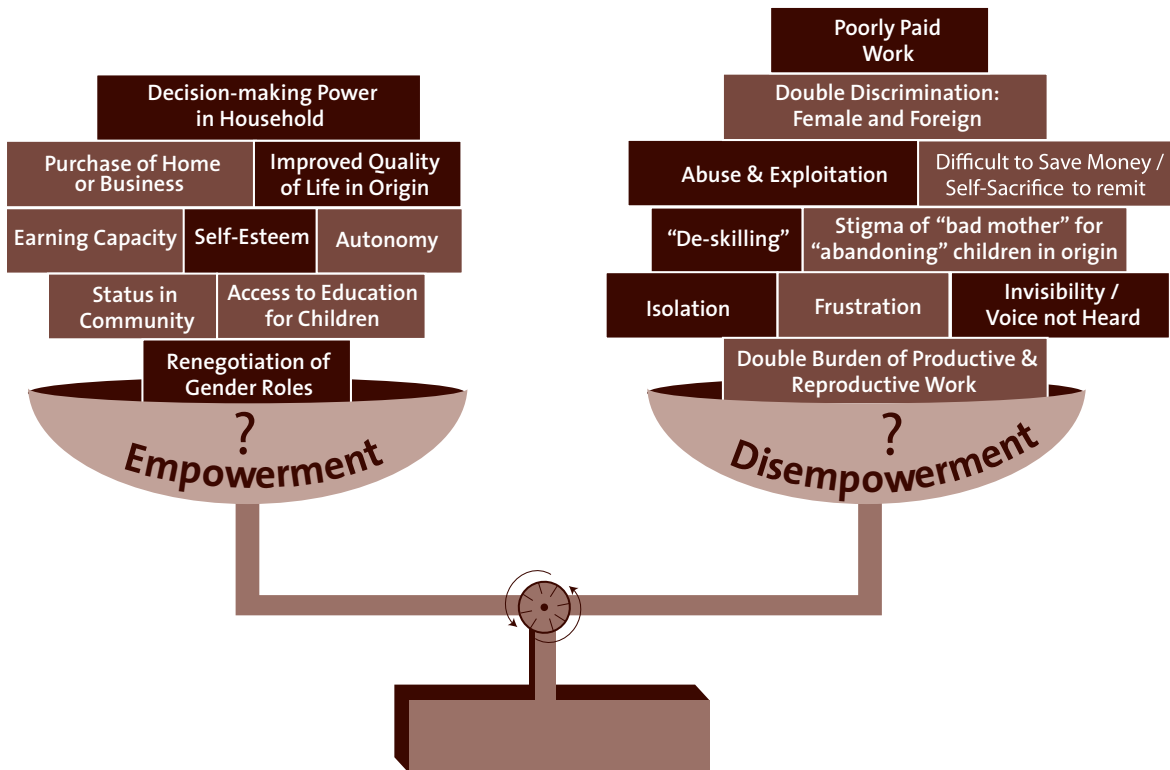 Decision-making Power
in Household
Purchase of Home
or Business
Improved Quality
of Life in Origin
Earning Capacity
Self-Esteem
Autonomy
Status in
Community
Access to Education
for Children
Renegotiation of
Gender Roles
?
Empowerment
Poorly Paid
Work
Double Discrimination:
Female and Foreign
Abuse & Exploitation
Difficult to Save Money /
Self-Sacrifice to remit
“De-skilling”
Stigma of “bad mother” for
“abandoning” children in origin
Isolation
Frustration
Invisibility /
Voice not Heard
Double Burden of Productive &
Reproductive Work
?
Disempowerment